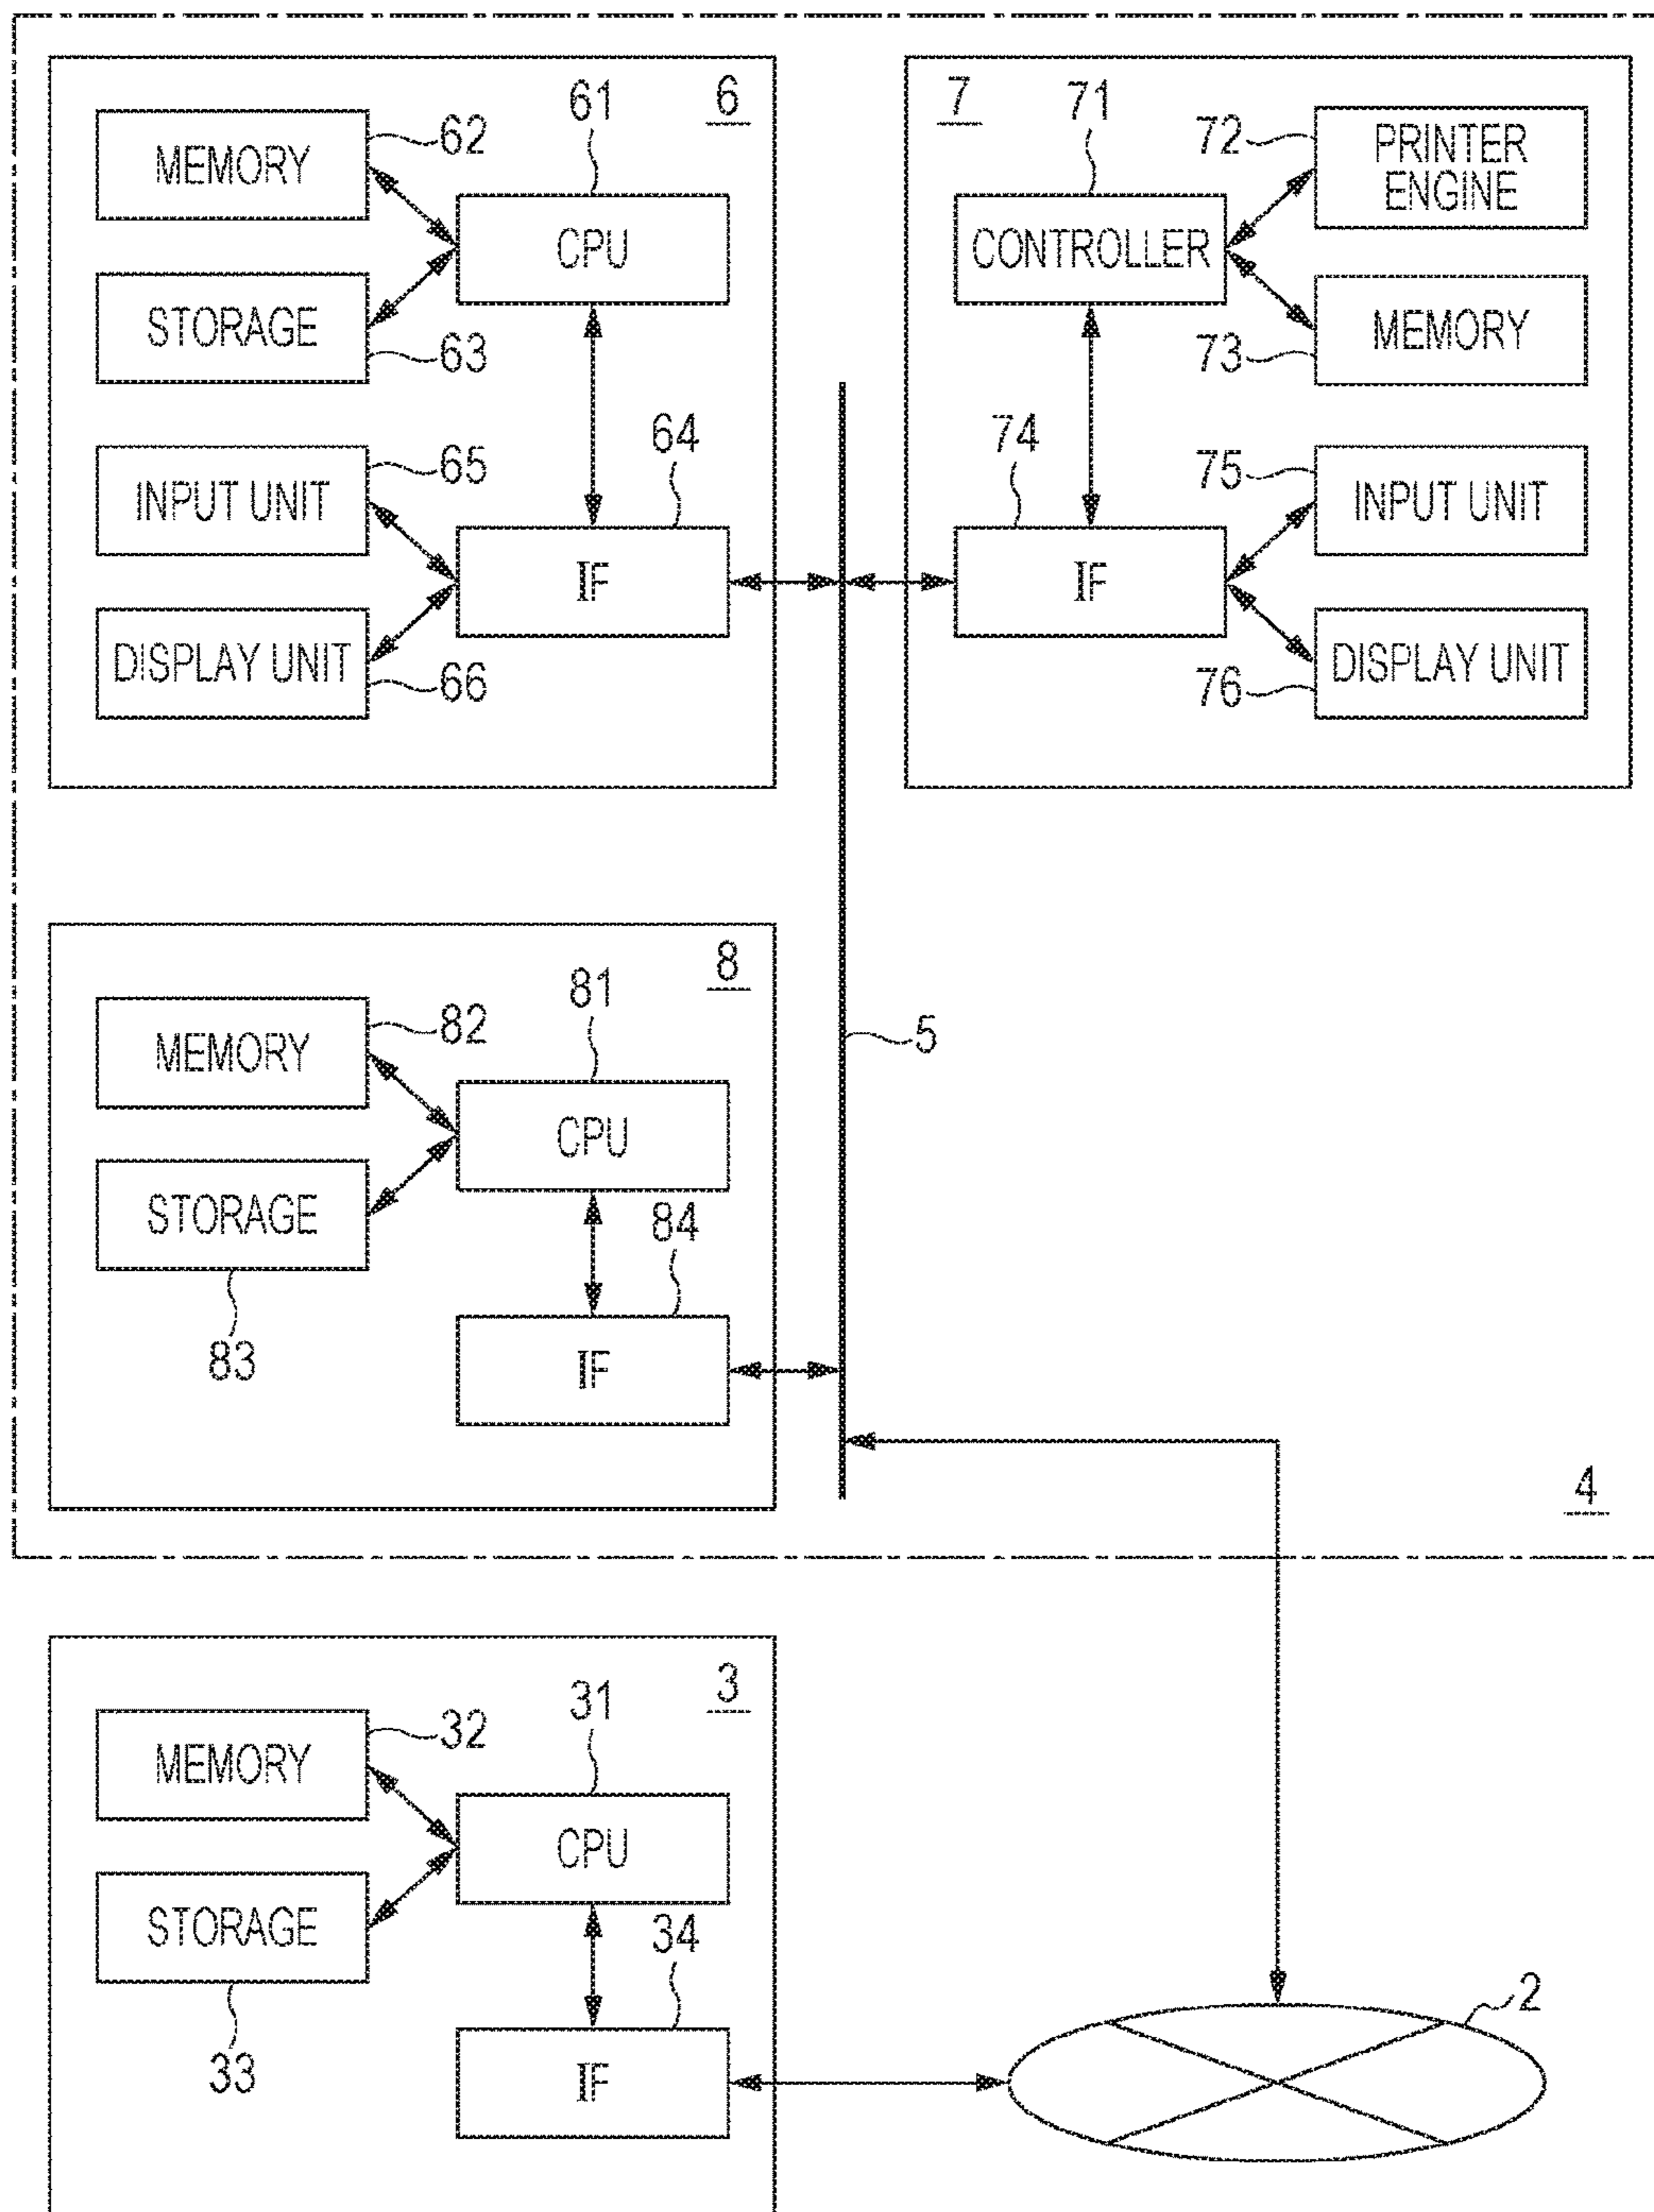 6
61
62
MEMORY
CPU
STORAGE
63
65
64
INPUT UNIT
IF
DISPLAY UNIT
66
7
71
72
PRINTER
ENGINE
CONTROLLER
MEMORY
73
74
75
INPUT UNIT
IF
DISPLAY UNIT
76
8
81
82
MEMORY
5
CPU
STORAGE
84
83
IF
4
3
31
32
MEMORY
CPU
STORAGE
34
33
IF
2